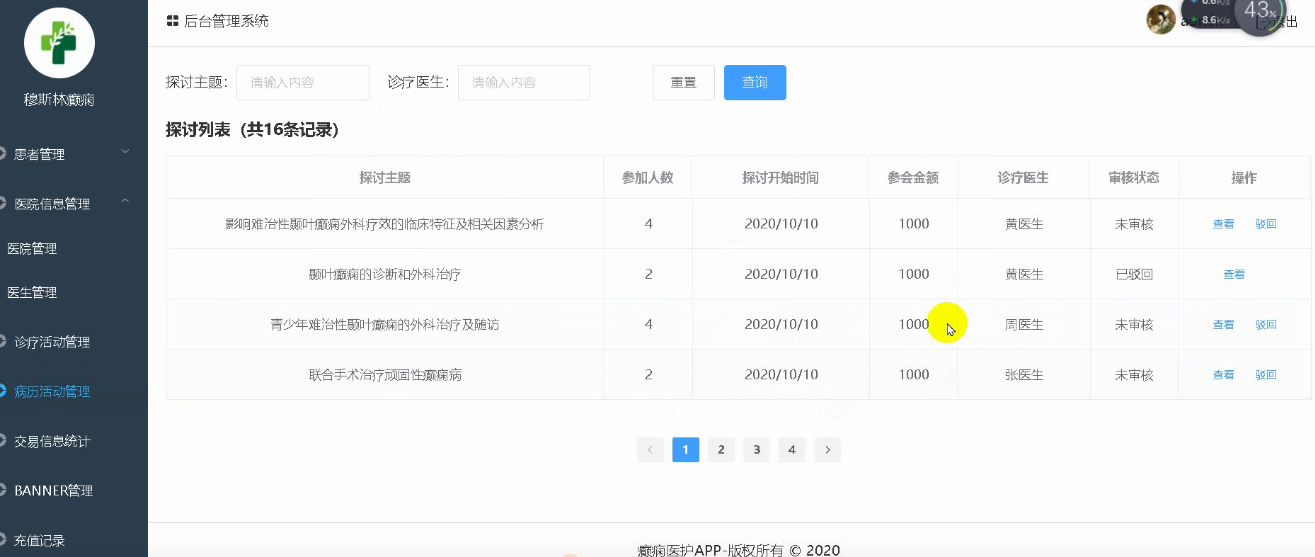 穆斯林癫痫
患者管理
医院信息管理
医院管理
医生管理
诊疗活动管理
病历活动管理
交易信息统计
BANNER管理
充值记录
后台管理系统
8.6K/s
43%
出
探讨主题： 请输入内容 诊疗医生： 请输入内容 重置 查询
探讨列表（共16条记录）
探讨主题 参加人数 探讨开始时间 参会金额 诊疗医生 审核状态 操作
影响难治性颞叶癫痫外科疗效的临床特征及相关因素分析 4 2020/10/10 1000 黄医生 未审核 查看 驳回
颞叶癫痫的诊断和外科治疗 2 2020/10/10 1000 黄医生 已驳回 查看
青少年难治性颞叶癫痫的外科治疗及随访 4 2020/10/10 1000 周医生 未审核 查看 驳回
联合手术治疗顽固性癫痫病 2 2020/10/10 1000 张医生 未审核 查看 驳回
< 1 2 3 4 >
癫痫医护APP-版权所有 © 2020